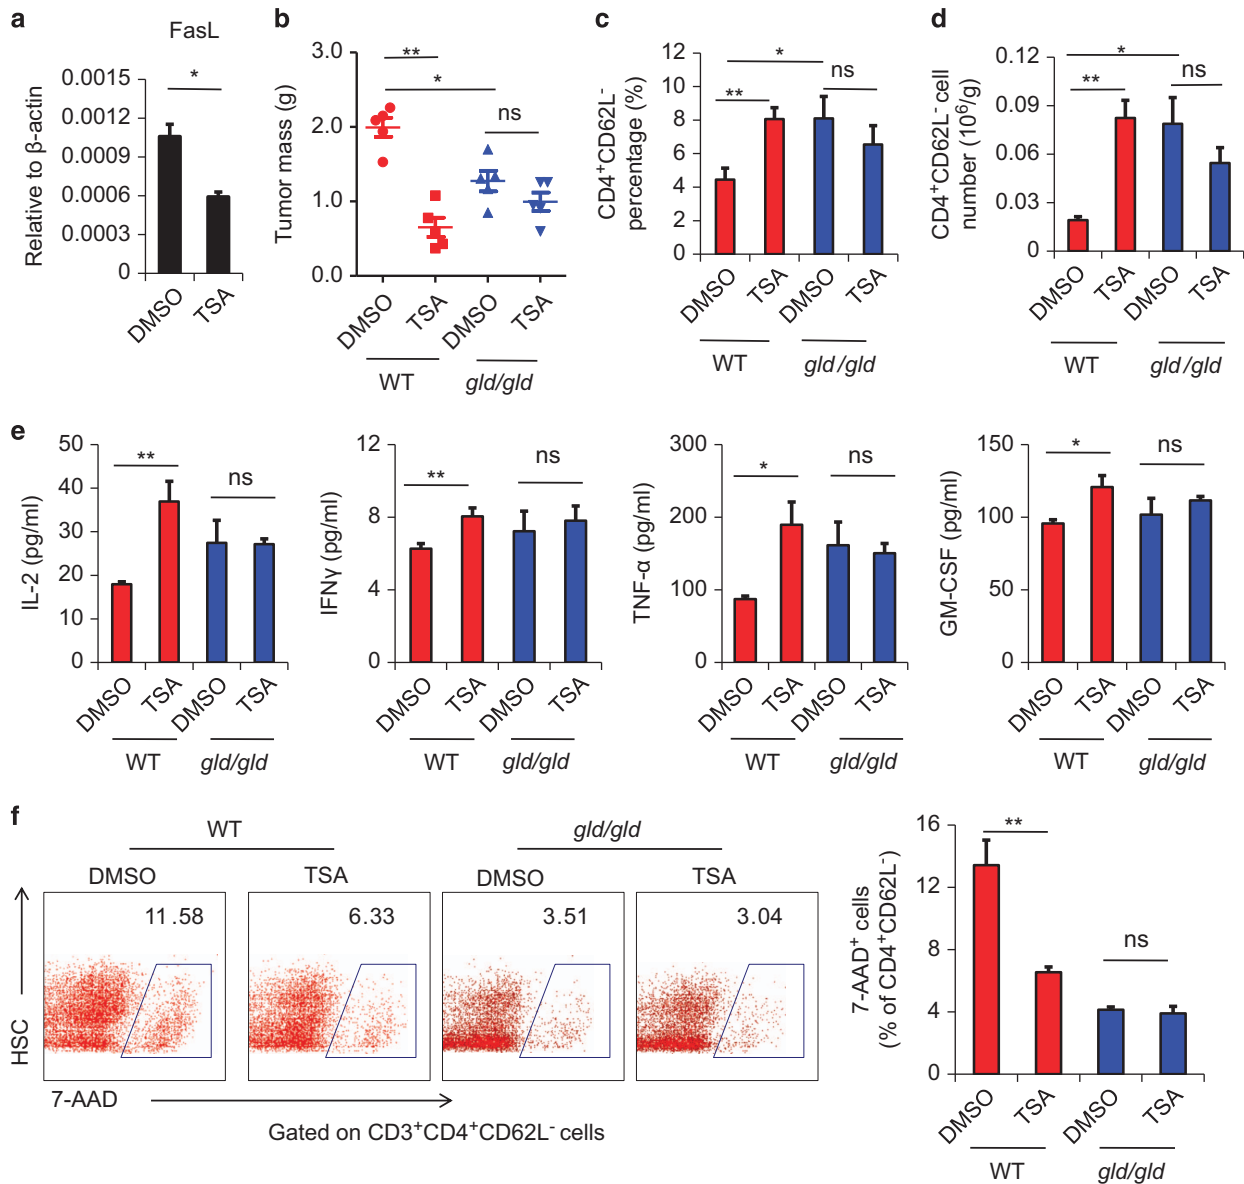 a
FasL
Relative to β-actin
0.0015
0.0012
0.0009
0.0006
0.0003
0
*
DMSO
TSA
b
Tumor mass (g)
3.0
2.0
1.0
0.0
**
*
ns
DMSO
TSA
DMSO
TSA
WT
gld/gld
c
CD4⁺CD62L⁻
percentage (%)
12
10
8
6
4
2
0
**
*
ns
DMSO
TSA
DMSO
TSA
WT
gld/gld
d
CD4⁺CD62L⁻ cell
number (10⁶/g)
0.12
0.09
0.06
0.03
0
**
*
ns
DMSO
TSA
DMSO
TSA
WT
gld/gld
e
IL-2 (pg/ml)
50
40
30
20
10
0
**
ns
DMSO
TSA
DMSO
TSA
WT
gld/gld
IFNγ (pg/ml)
12
8
4
0
**
ns
DMSO
TSA
DMSO
TSA
WT
gld/gld
TNF-α (pg/ml)
300
200
100
0
*
ns
DMSO
TSA
DMSO
TSA
WT
gld/gld
GM-CSF (pg/ml)
150
100
50
0
*
ns
DMSO
TSA
DMSO
TSA
WT
gld/gld
f
WT
gld/gld
DMSO
TSA
DMSO
TSA
11.58
6.33
3.51
3.04
HSC
7-AAD
Gated on CD3⁺CD4⁺CD62L⁻ cells
7-AAD⁺ cells
(% of CD4⁺CD62L⁻)
16
12
8
4
0
**
ns
DMSO
TSA
DMSO
TSA
WT
gld/gld